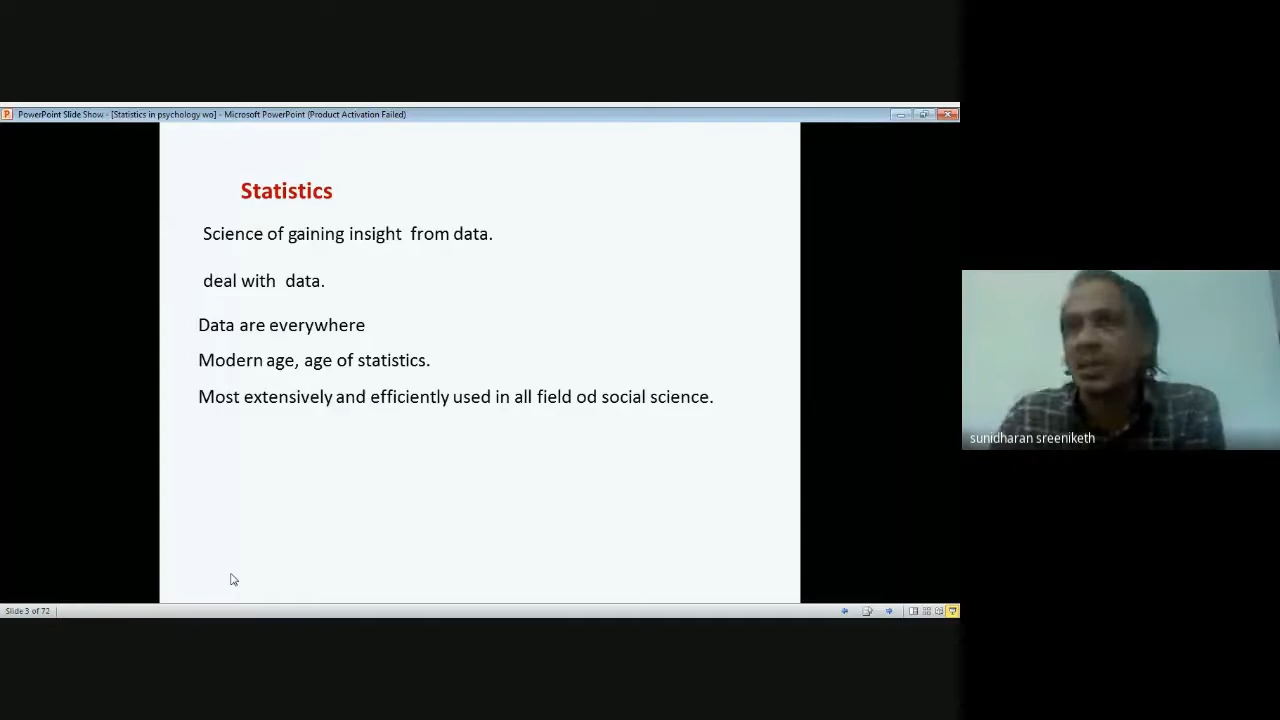 PowerPoint Slide Show - [Statistics in psychology wo] - Microsoft PowerPoint (Product Activation Failed)
Statistics
Science of gaining insight from data.
deal with data.
Data are everywhere
Modern age, age of statistics.
Most extensively and efficiently used in all field od social science.
sunidharan sreeniketh
Slide 3 of 72